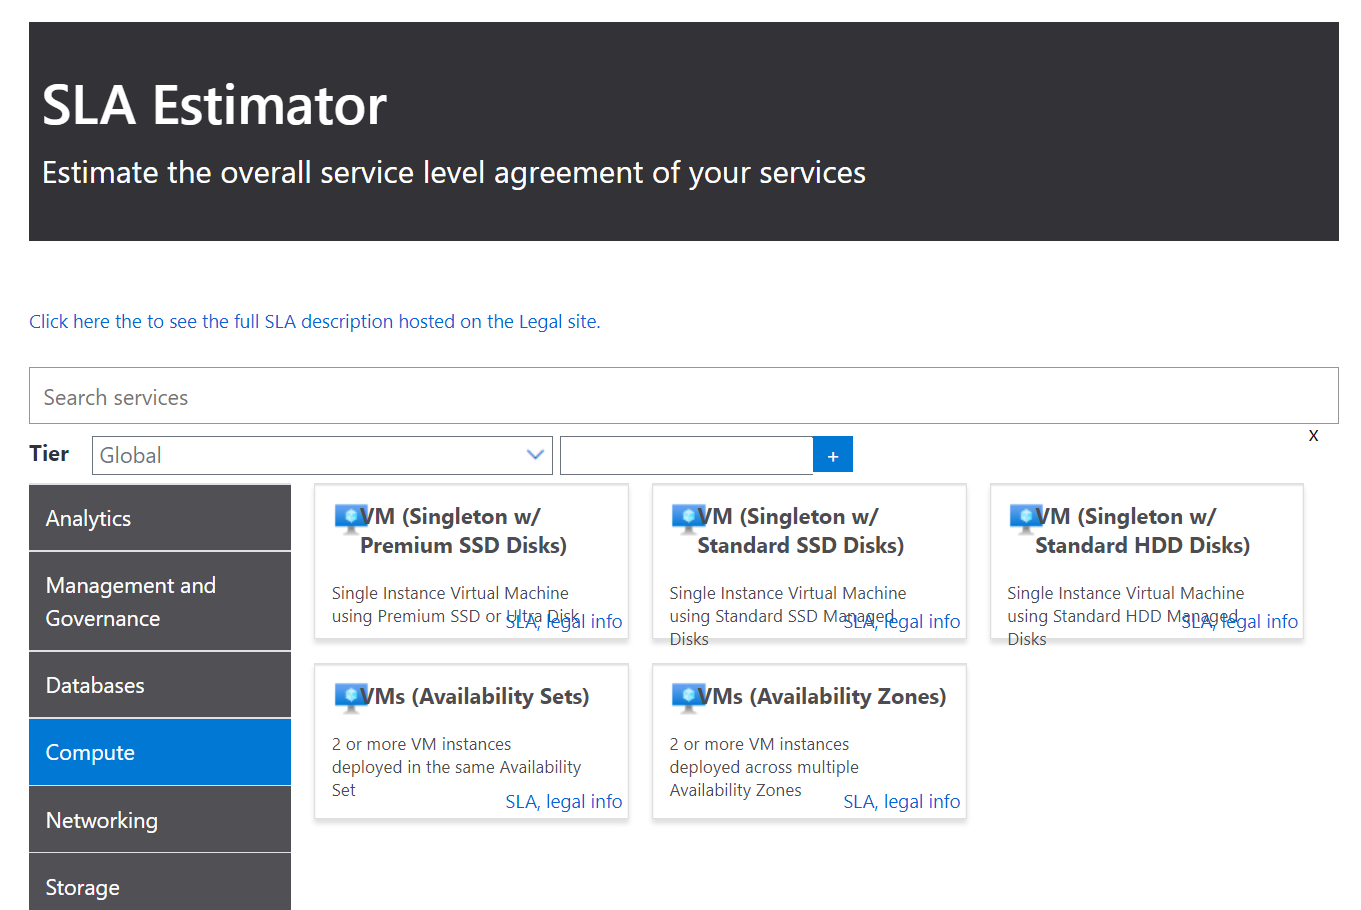 SLA Estimator
Estimate the overall service level agreement of your services
Click here the to see the full SLA description hosted on the Legal site.
Search services
X
Tier
Global
+
Analytics
Management and
Governance
Databases
Compute
Networking
Storage
VM (Singleton w/
Premium SSD Disks)
Single Instance Virtual Machine
using Premium SSD or Ultra Disk
SLA, legal info
VM (Singleton w/
Standard SSD Disks)
Single Instance Virtual Machine
using Standard SSD Managed
Disks
SLA, legal info
VM (Singleton w/
Standard HDD Disks)
Single Instance Virtual Machine
using Standard HDD Managed
Disks
SLA, legal info
VMs (Availability Sets)
2 or more VM instances
deployed in the same Availability
Set
SLA, legal info
VMs (Availability Zones)
2 or more VM instances
deployed across multiple
Availability Zones
SLA, legal info